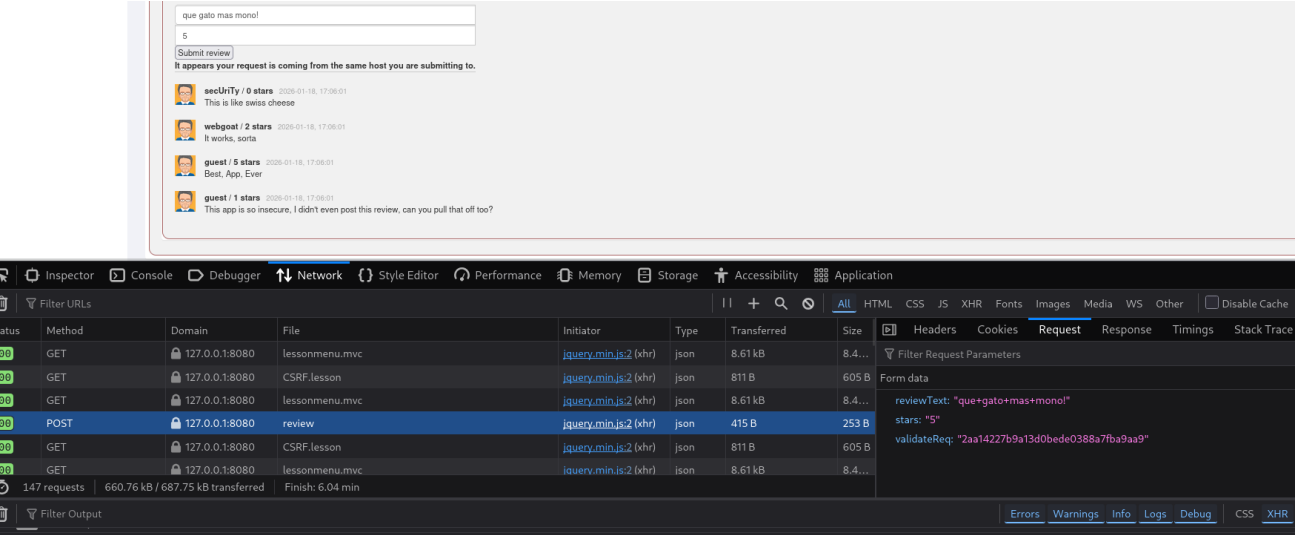 que gato mas mono!
5
Submit review
It appears your request is coming from the same host you are submitting to.
secUriTy / 0 stars 2026-01-18, 17:06:01
This is like swiss cheese
webgoat / 2 stars 2026-01-18, 17:06:01
It works, sorta
guest / 5 stars 2026-01-18, 17:06:01
Best, App, Ever
guest / 1 stars 2026-01-18, 17:06:01
This app is so insecure, I didn't even post this review, can you pull that off too?
Inspector Console Debugger Network Style Editor Performance Memory Storage Accessibility Application
Filter URLs All HTML CSS JS XHR Fonts Images Media WS Other Disable Cache
atus Method Domain File Initiator Type Transferred Size Headers Cookies Request Response Timings Stack Trace
00 GET 127.0.0.1:8080 lessonmenu.mvc jquery.min.js:2 (xhr) json 8.61 kB 8.4… Filter Request Parameters
00 GET 127.0.0.1:8080 CSRF.lesson jquery.min.js:2 (xhr) json 811 B 605 B Form data
00 GET 127.0.0.1:8080 lessonmenu.mvc jquery.min.js:2 (xhr) json 8.61 kB 8.4… reviewText: "que+gato+mas+mono!"
00 POST 127.0.0.1:8080 review jquery.min.js:2 (xhr) json 415 B 253 B stars: "5"
validateReq: "2aa14227b9a13d0bede0388a7fba9aa9"
00 GET 127.0.0.1:8080 CSRF.lesson jquery.min.js:2 (xhr) json 811 B 605 B
00 GET 127.0.0.1:8080 lessonmenu.mvc jquery.min.js:2 (xhr) json 8.61 kB 8.4…
147 requests 660.76 kB / 687.75 kB transferred Finish: 6.04 min
Filter Output Errors Warnings Info Logs Debug CSS XHR